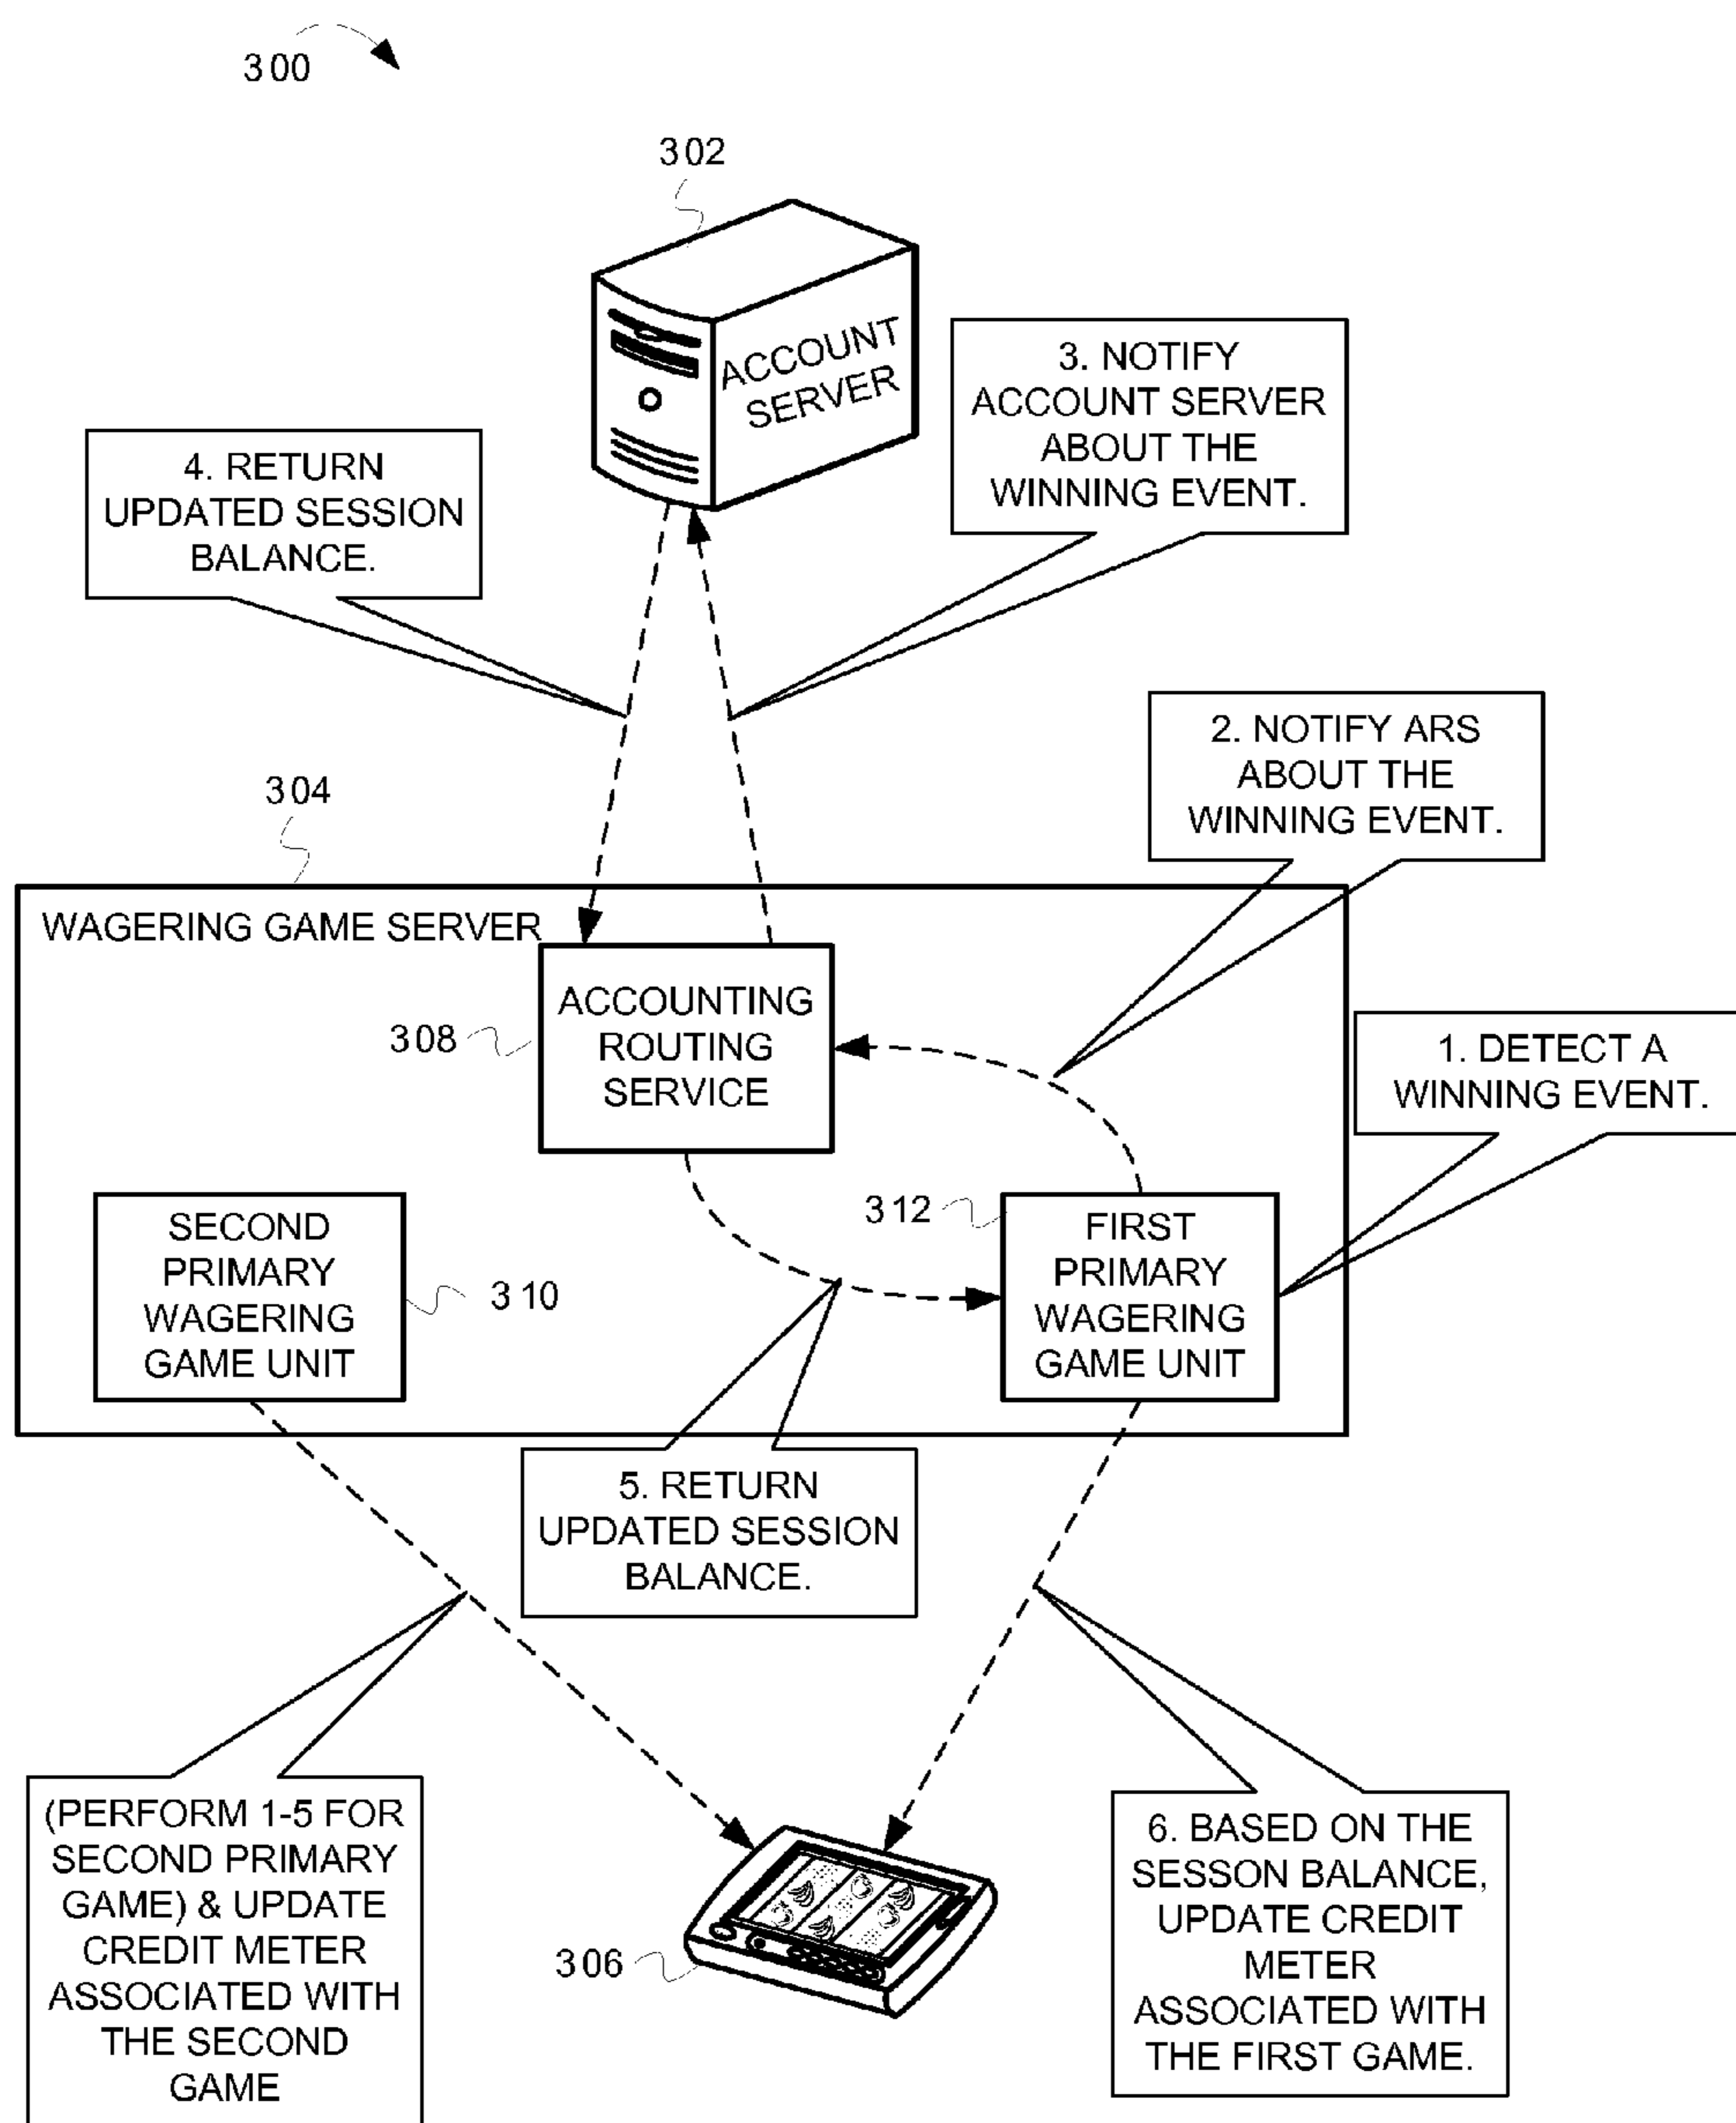 300
302
ACCOUNT
SERVER
3. NOTIFY
ACCOUNT SERVER
ABOUT THE
WINNING EVENT.
4. RETURN
UPDATED SESSION
BALANCE.
2. NOTIFY ARS
ABOUT THE
WINNING EVENT.
304
WAGERING GAME SERVER
ACCOUNTING
ROUTING
SERVICE
308
1. DETECT A
WINNING EVENT.
SECOND
PRIMARY
WAGERING
GAME UNIT
310
312
FIRST
PRIMARY
WAGERING
GAME UNIT
5. RETURN
UPDATED SESSION
BALANCE.
(PERFORM 1-5 FOR
SECOND PRIMARY
GAME) & UPDATE
CREDIT METER
ASSOCIATED WITH
THE SECOND
GAME
306
6. BASED ON THE
SESSON BALANCE,
UPDATE CREDIT
METER
ASSOCIATED WITH
THE FIRST GAME.